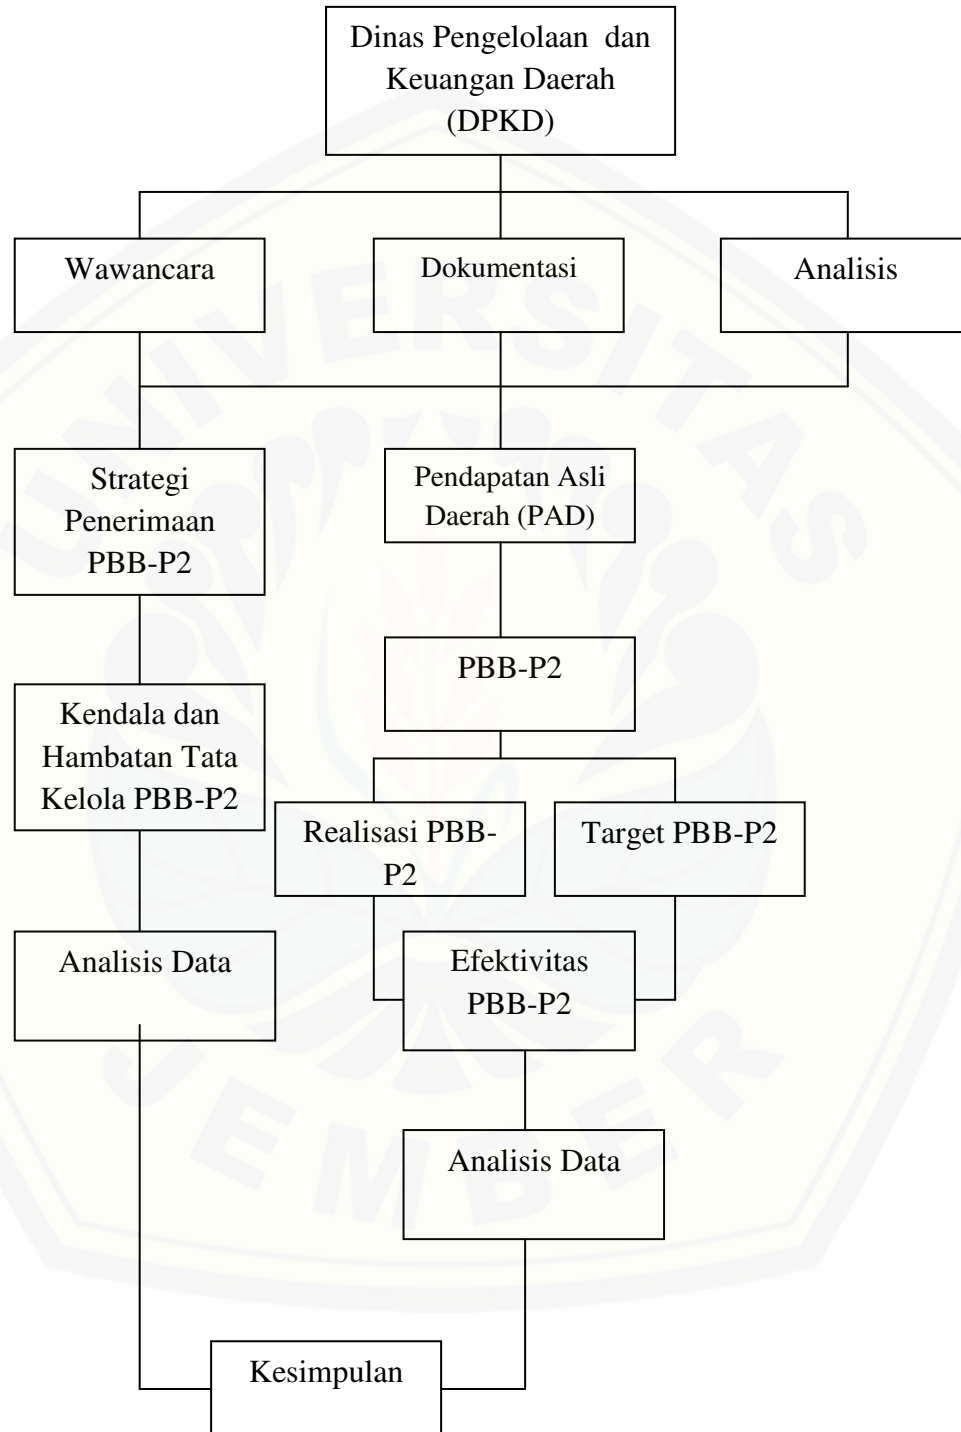 Dinas Pengelolaan dan
Keuangan Daerah
(DPKD)
Wawancara
Dokumentasi
Analisis
Strategi
Penerimaan
PBB-P2
Pendapatan Asli
Daerah (PAD)
PBB-P2
Kendala dan
Hambatan Tata
Kelola PBB-P2
Realisasi PBB-
P2
Target PBB-P2
Analisis Data
Efektivitas
PBB-P2
Analisis Data
Kesimpulan
UNIVERSITAS
JEMBER